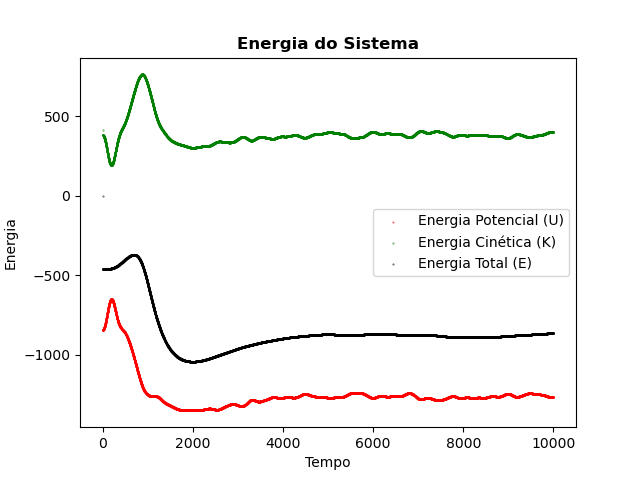 Energia do Sistema
Energia
500
0
−500
−1000
Energia Potencial (U)
Energia Cinética (K)
Energia Total (E)
0 2000 4000 6000 8000 10000
Tempo